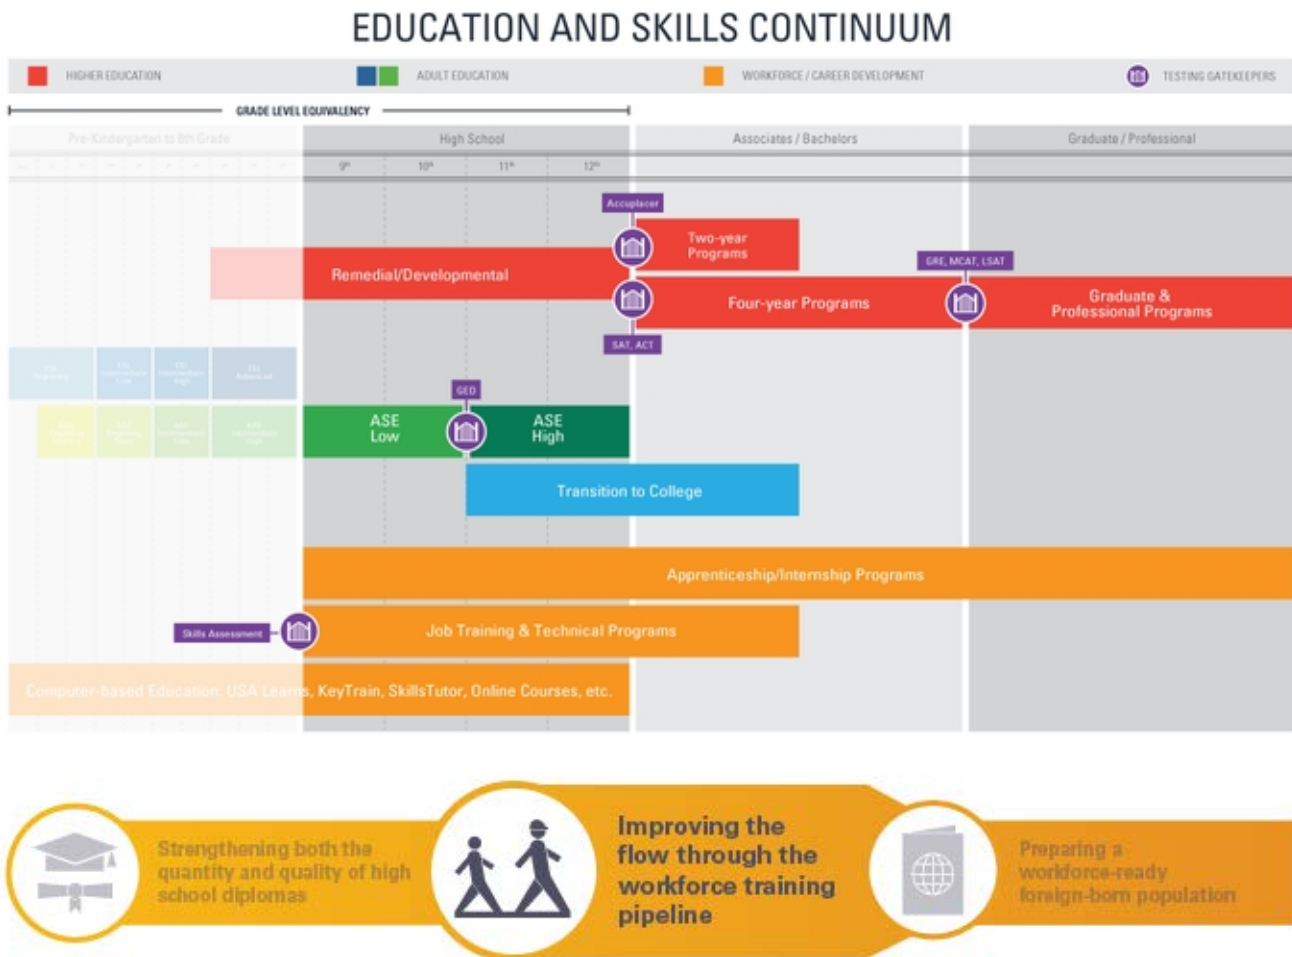 EDUCATION AND SKILLS CONTINUUM
HIGHER EDUCATION
ADULT EDUCATION
WORKFORCE / CAREER DEVELOPMENT
TESTING GATEKEEPERS
GRADE LEVEL EQUIVALENCY
Pre-Kindergarten to 8th Grade
High School
Associates / Bachelors
Graduate / Professional
9th
10th
11th
12th
Accuplacer
Two-year
Programs
GRE, MCAT, LSAT
Remedial/Developmental
Four-year Programs
Graduate &
Professional Programs
SAT, ACT
GED
ASE
Low
ASE
High
Transition to College
Apprenticeship/Internship Programs
Skills Assessment
Job Training & Technical Programs
Computer-based Education: USA Learns, KeyTrain, SkillsTutor, Online Courses, etc.
Strengthening both the
quantity and quality of high
school diplomas
Improving the
flow through the
workforce training
pipeline
Preparing a
workforce-ready
foreign-born population